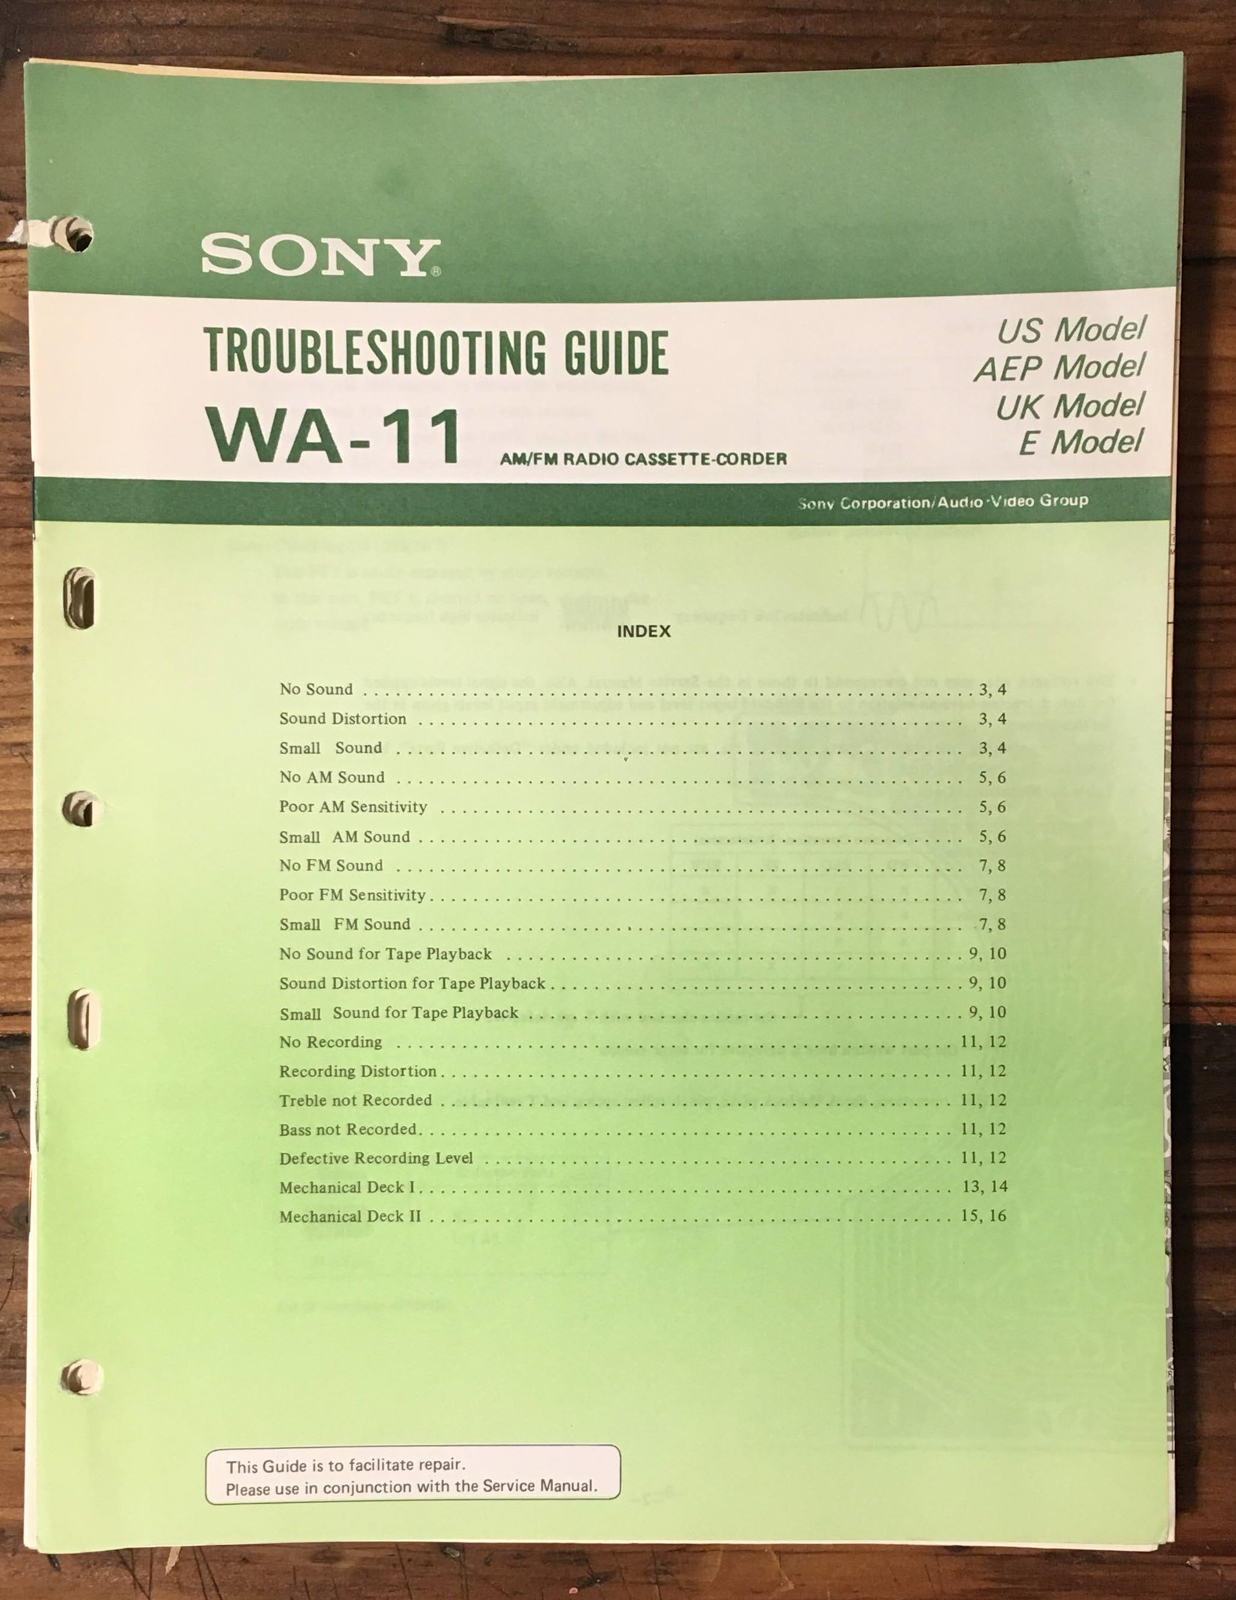 SONY®
TROUBLESHOOTING GUIDE
WA-11
AM/FM RADIO CASSETTE-CORDER
US Model
AEP Model
UK Model
E Model
Sony Corporation/Audio·Video Group
INDEX
No Sound . . . . . . . . . . . . . . . . . . . . 3, 4
Sound Distortion . . . . . . . . . . . . . . . . . . . . 3, 4
Small Sound . . . . . . . . . . . . . . . . . . . . 3, 4
No AM Sound . . . . . . . . . . . . . . . . . . . . 5, 6
Poor AM Sensitivity . . . . . . . . . . . . . . . . . . . . 5, 6
Small AM Sound . . . . . . . . . . . . . . . . . . . . 5, 6
No FM Sound . . . . . . . . . . . . . . . . . . . . 7, 8
Poor FM Sensitivity . . . . . . . . . . . . . . . . . . . . 7, 8
Small FM Sound . . . . . . . . . . . . . . . . . . . . 7, 8
No Sound for Tape Playback . . . . . . . . . . . . . . . . . . . . 9, 10
Sound Distortion for Tape Playback . . . . . . . . . . . . . . . . . . . . 9, 10
Small Sound for Tape Playback . . . . . . . . . . . . . . . . . . . . 9, 10
No Recording . . . . . . . . . . . . . . . . . . . . 11, 12
Recording Distortion . . . . . . . . . . . . . . . . . . . . 11, 12
Treble not Recorded . . . . . . . . . . . . . . . . . . . . 11, 12
Bass not Recorded . . . . . . . . . . . . . . . . . . . . 11, 12
Defective Recording Level . . . . . . . . . . . . . . . . . . . . 11, 12
Mechanical Deck I . . . . . . . . . . . . . . . . . . . . 13, 14
Mechanical Deck II . . . . . . . . . . . . . . . . . . . . 15, 16
This Guide is to facilitate repair.
Please use in conjunction with the Service Manual.